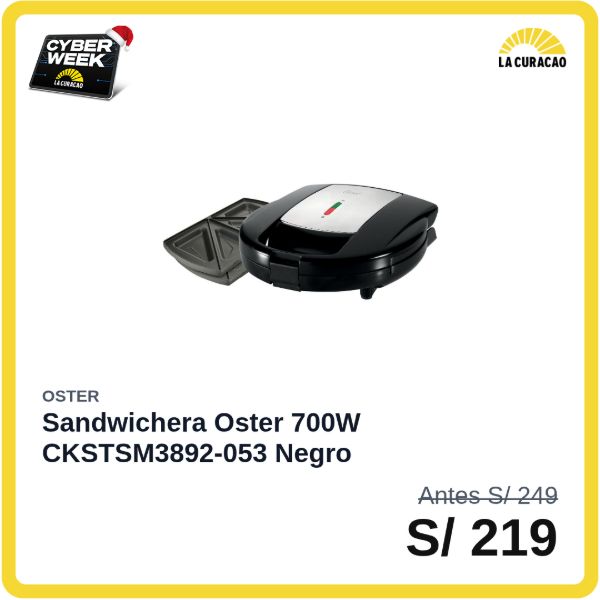 CYBER
WEEK
LA CURACAO
LA CURACAO
OSTER
Sandwichera Oster 700W
CKSTSM3892-053 Negro
Antes S/ 249
S/ 219